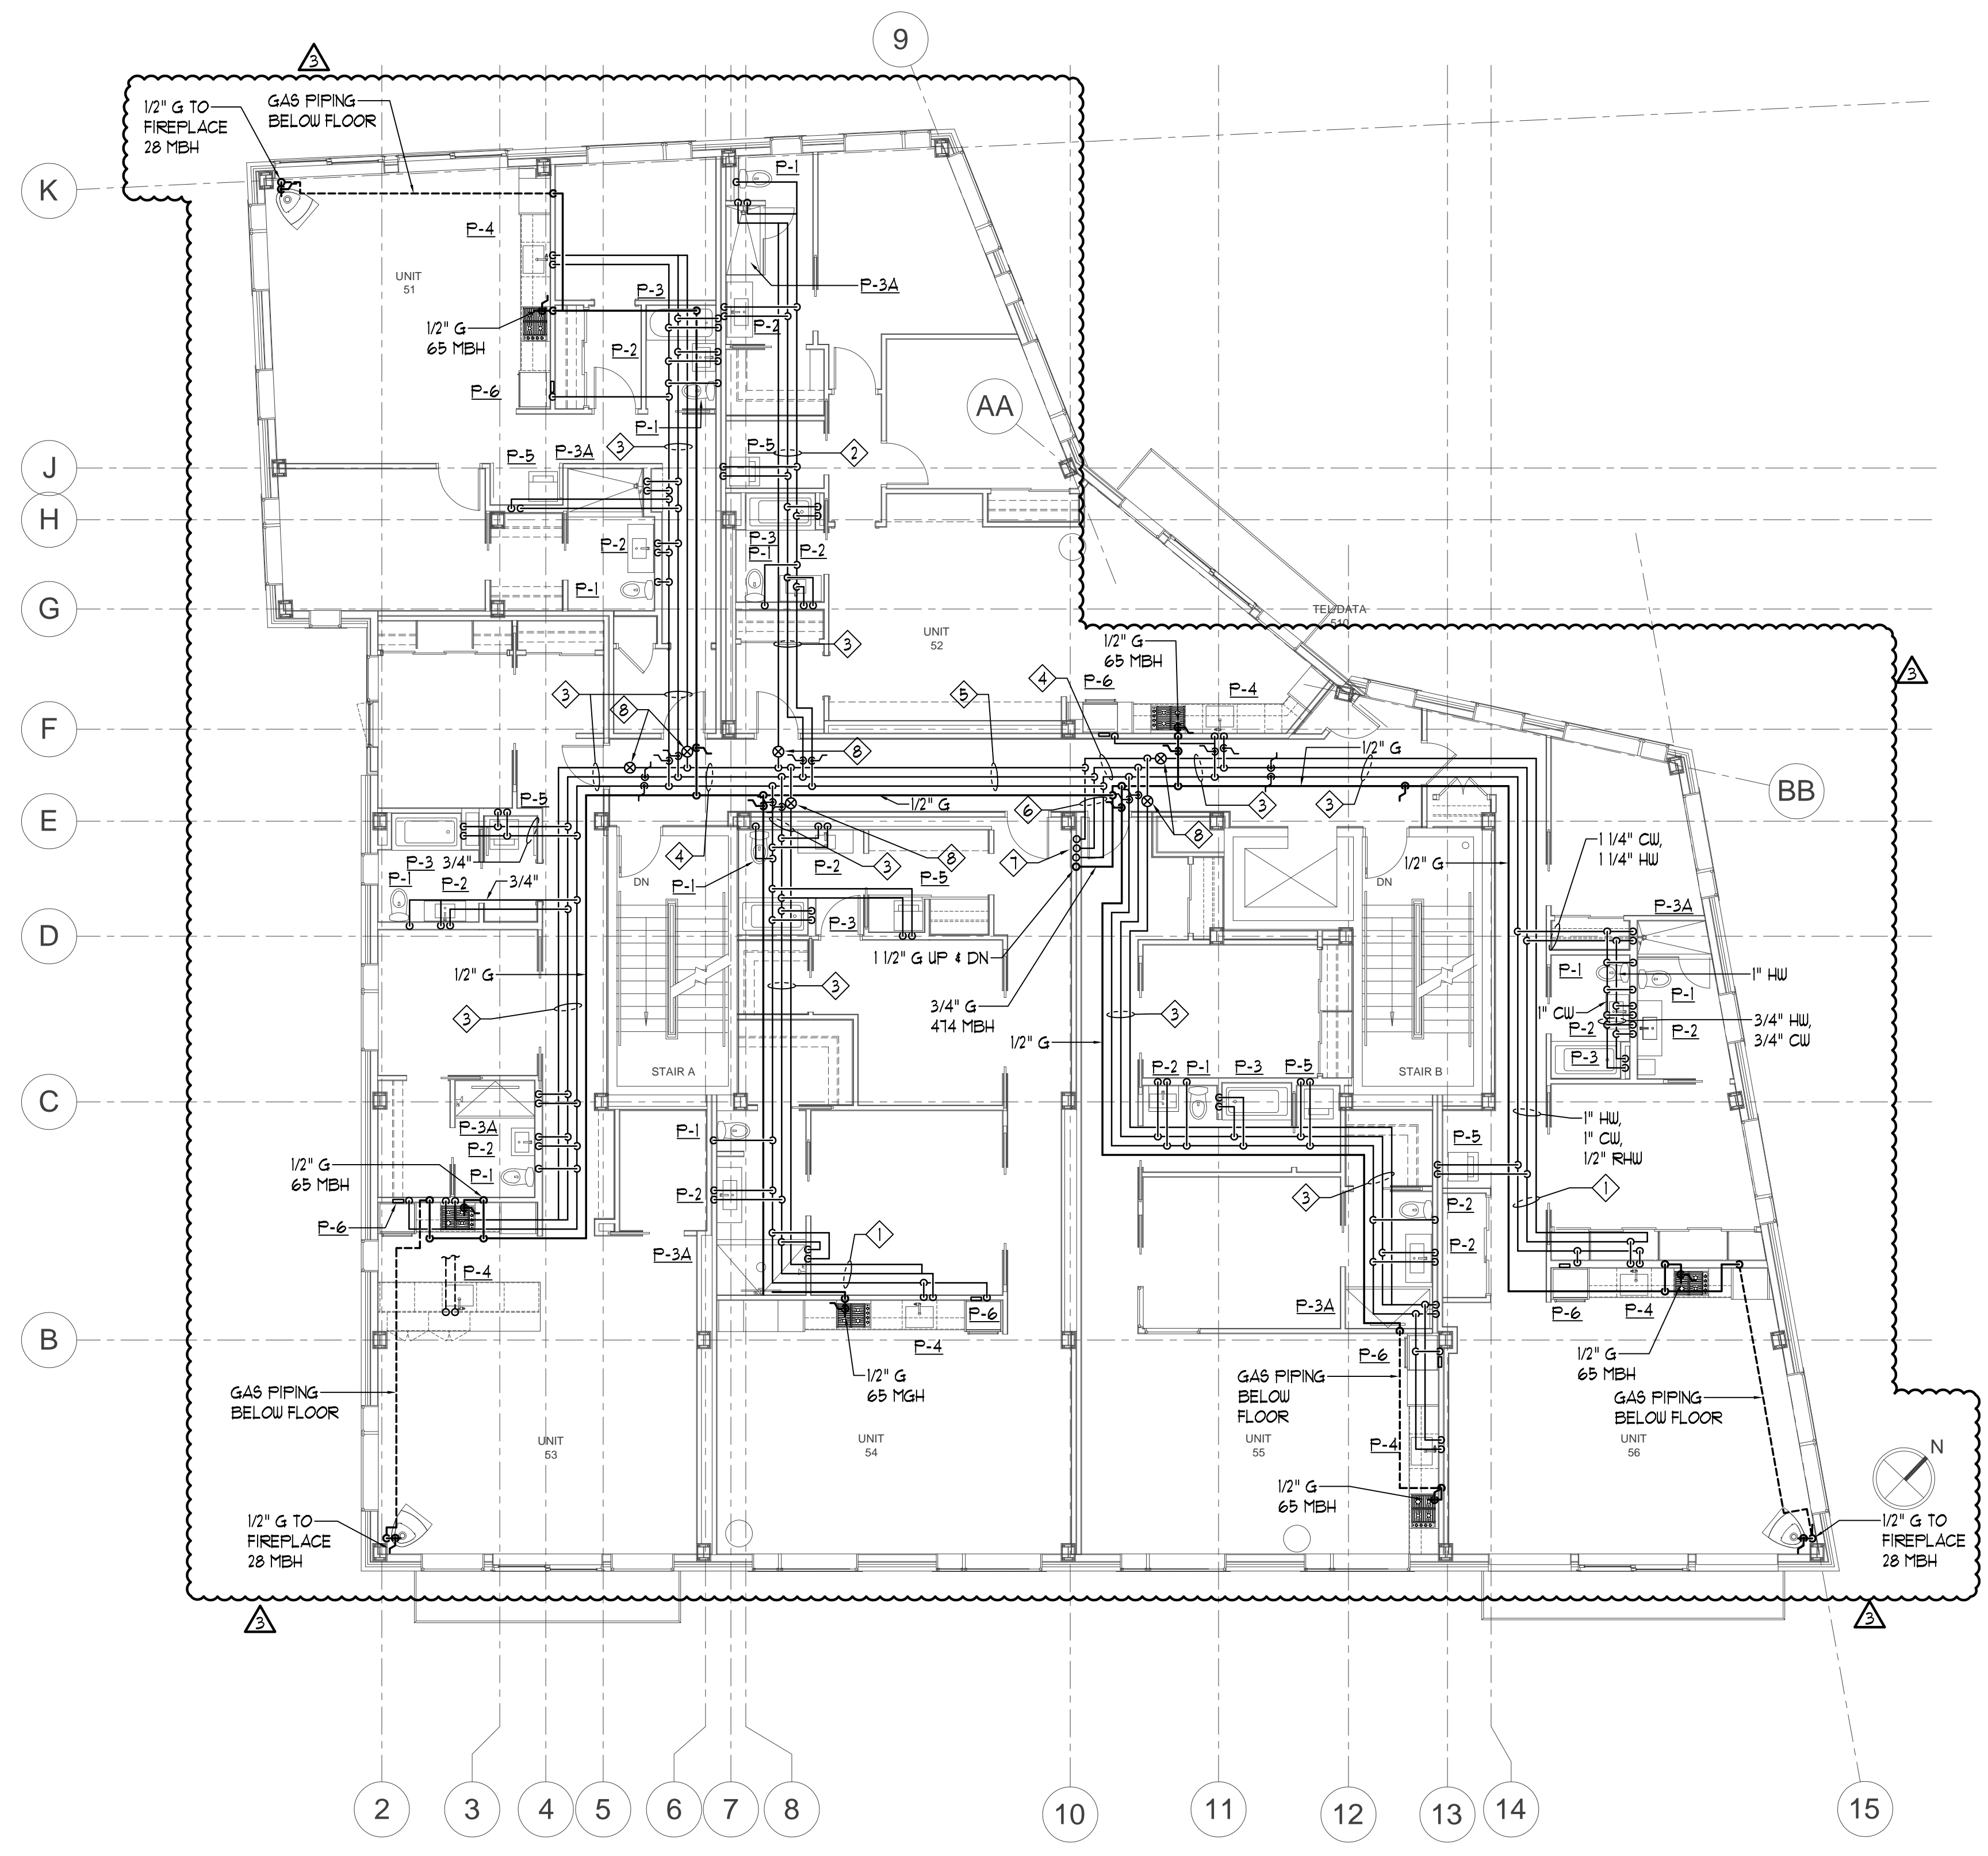 9
3
1/2" G TO
FIREPLACE
28 MBH
GAS PIPING
BELOW FLOOR
K
P-1
P-4
UNIT
51
P-3A
P-3
P-2
1/2" G
65 MBH
P-2
P-6
AA
P-1
3
P-5
2
J
P-5
P-3A
H
P-3
P-1
P-2
P-2
P-1
G
TEL/DATA
510
UNIT
52
3
1/2" G
65 MBH
P-6
P-4
3
4
5
3
8
F
8
1/2" G
BB
P-5
1/2" G
6
3
3
8
E
P-3
3/4"
4
3
8
7
1/2" G
1 1/4" CW,
1 1/4" HW
P-1
P-2
3/4"
DN
P-1
P-2
P-5
DN
P-3A
D
P-3
1 1/2" G UP & DN
1/2" G
3
P-1
1" HW
P-1
3/4" G
474 MBH
3
1" CW
3/4" HW,
3/4" CW
3
1/2" G
P-2
P-2
P-3
STAIR A
P-2
P-1
P-3
P-5
STAIR B
C
P-3A
P-1
1" HW,
1" CW,
1/2" RHW
P-2
P-5
1/2" G
65 MBH
P-1
P-2
3
1
P-6
P-2
P-2
1
P-3A
P-4
P-3A
P-6
P-6
P-4
B
P-4
P-6
1/2" G
65 MGH
GAS PIPING
BELOW
FLOOR
1/2" G
65 MBH
GAS PIPING
BELOW FLOOR
GAS PIPING
BELOW FLOOR
UNIT
53
UNIT
54
UNIT
55
P-4
UNIT
56
N
1/2" G
65 MBH
1/2" G TO
FIREPLACE
28 MBH
1/2" G TO
FIREPLACE
28 MBH
3
3
2
3
4
5
6
7
8
10
11
12
13
14
15